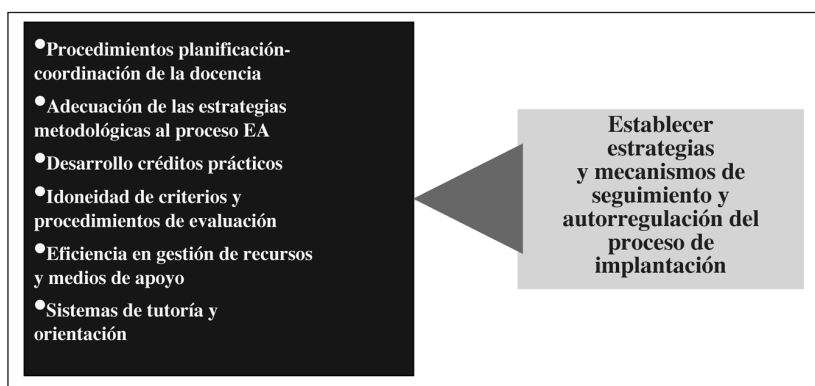 •Procedimientos planificación-
coordinación de la docencia
•Adecuación de las estrategias
metodológicas al proceso EA
•Desarrollo créditos prácticos
•Idoneidad de criterios y
procedimientos de evaluación
•Eficiencia en gestión de recursos
y medios de apoyo
•Sistemas de tutoría y
orientación
Establecer
estrategias
y mecanismos de
seguimiento y
autorregulación del
proceso de
implantación